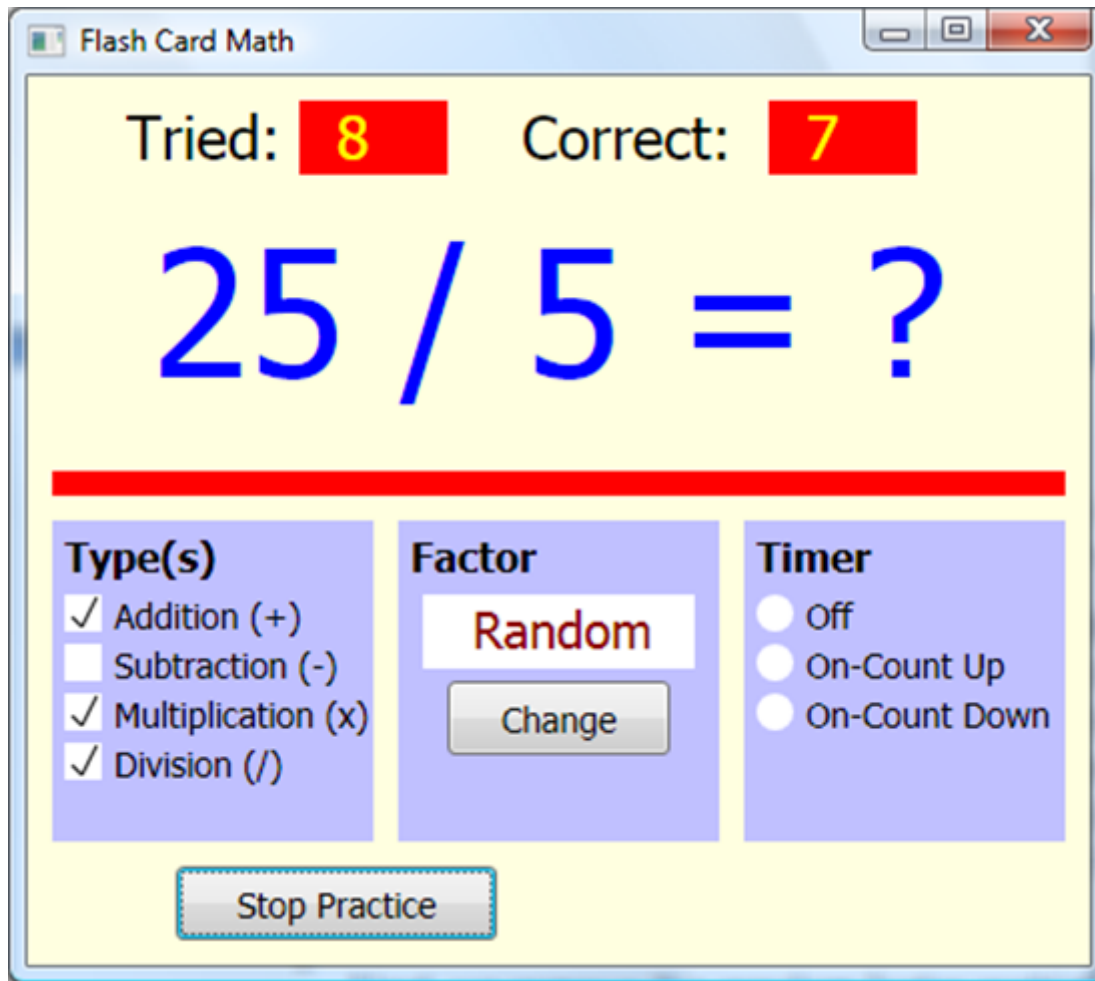 Flash Card Math
Tried: 8 Correct: 7
25 / 5 = ?
Type(s)
Addition (+)
Subtraction (-)
Multiplication (x)
Division (/)
Factor
Random
Change
Timer
Off
On-Count Up
On-Count Down
Stop Practice